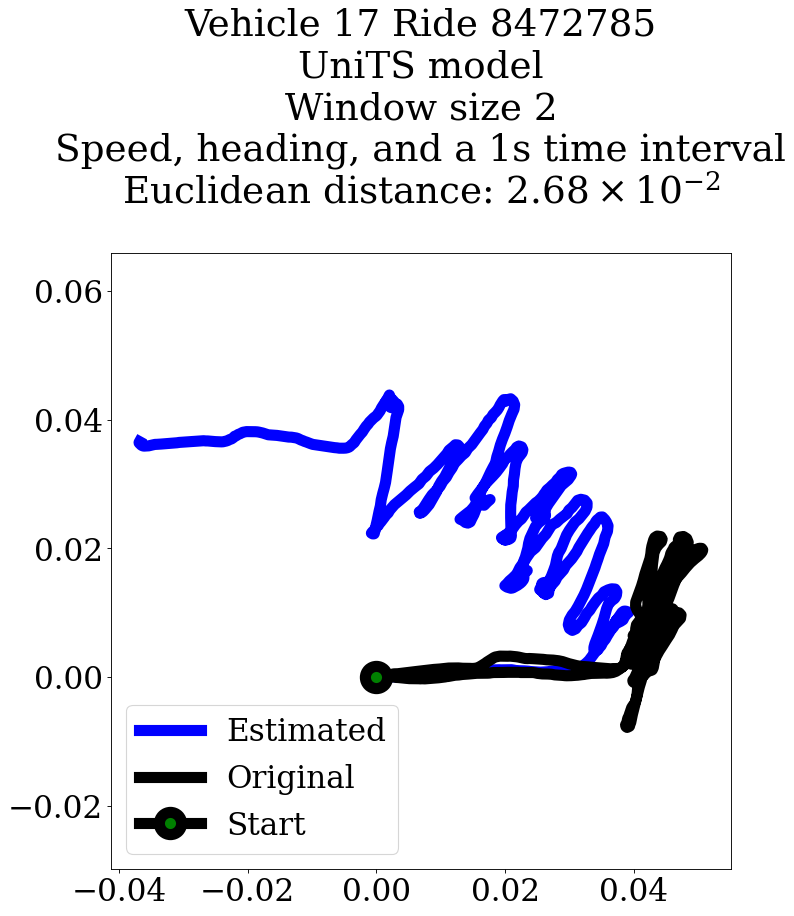 Vehicle 17 Ride 8472785
UniTS model
Window size 2
Speed, heading, and a 1s time interval
Euclidean distance: 2.68 × 10⁻²
0.06
0.04
0.02
0.00
−0.02
Estimated
Original
Start
−0.04 −0.02 0.00 0.02 0.04